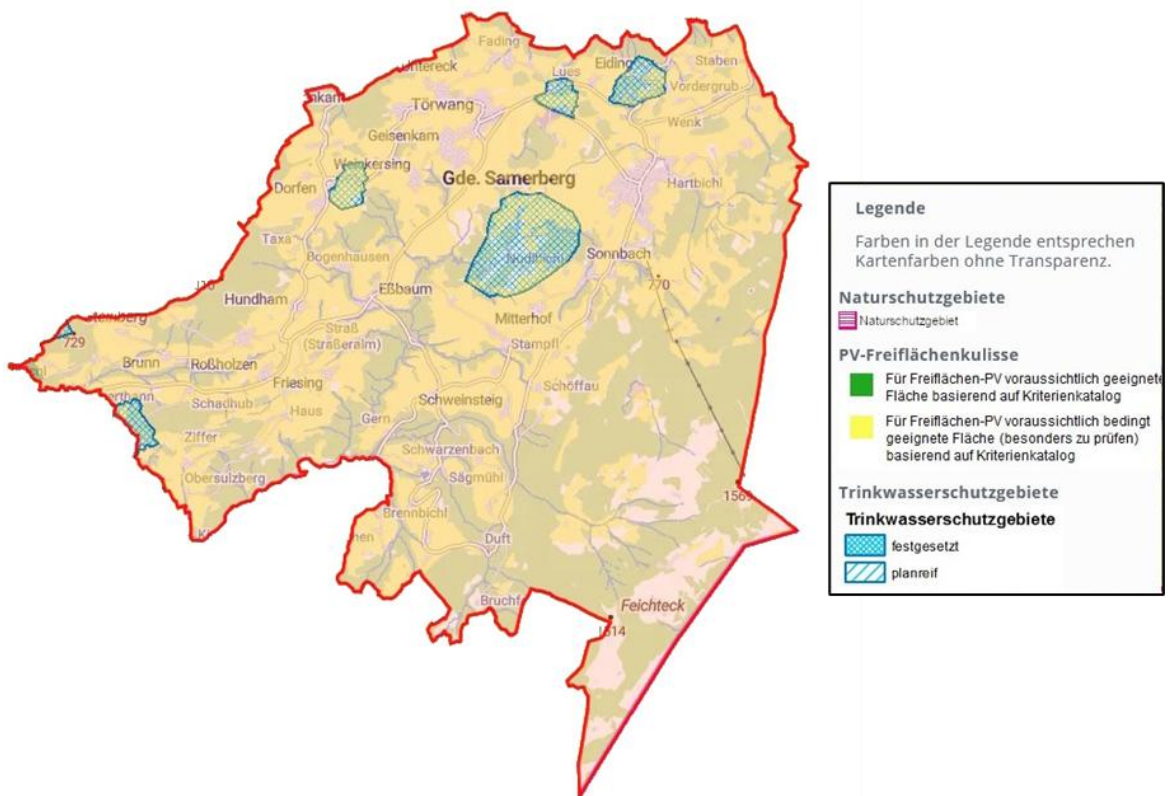 Fading
Untereck
Lues
Eiding
Staben
Vordergrub
Törwang
Wenk
Geisenkam
Weikersing
Gde. Samerberg
Hartbichl
Dorfen
Taxa
Bogenhausen
Sonnbach
770
Eßbaum
Hundham
Mitterhof
729
Straß
(Straßeralm)
Stampfl
Brunn
Roßholzen
Friesing
Schöffau
Schadhub
Haus
Schweinsteig
Gern
Ziffer
Schwarzenbach
Obersulzberg
Sägmühl
1569
Brennbichl
Duft
Bruchf
Feichteck
Legende
Farben in der Legende entsprechen
Kartenfarben ohne Transparenz.
Naturschutzgebiete
Naturschutzgebiet
PV-Freiflächenkulisse
Für Freiflächen-PV voraussichtlich geeignete
Fläche basierend auf Kriterienkatalog
Für Freiflächen-PV voraussichtlich bedingt
geeignete Fläche (besonders zu prüfen)
basierend auf Kriterienkatalog
Trinkwasserschutzgebiete
Trinkwasserschutzgebiete
festgesetzt
planreif